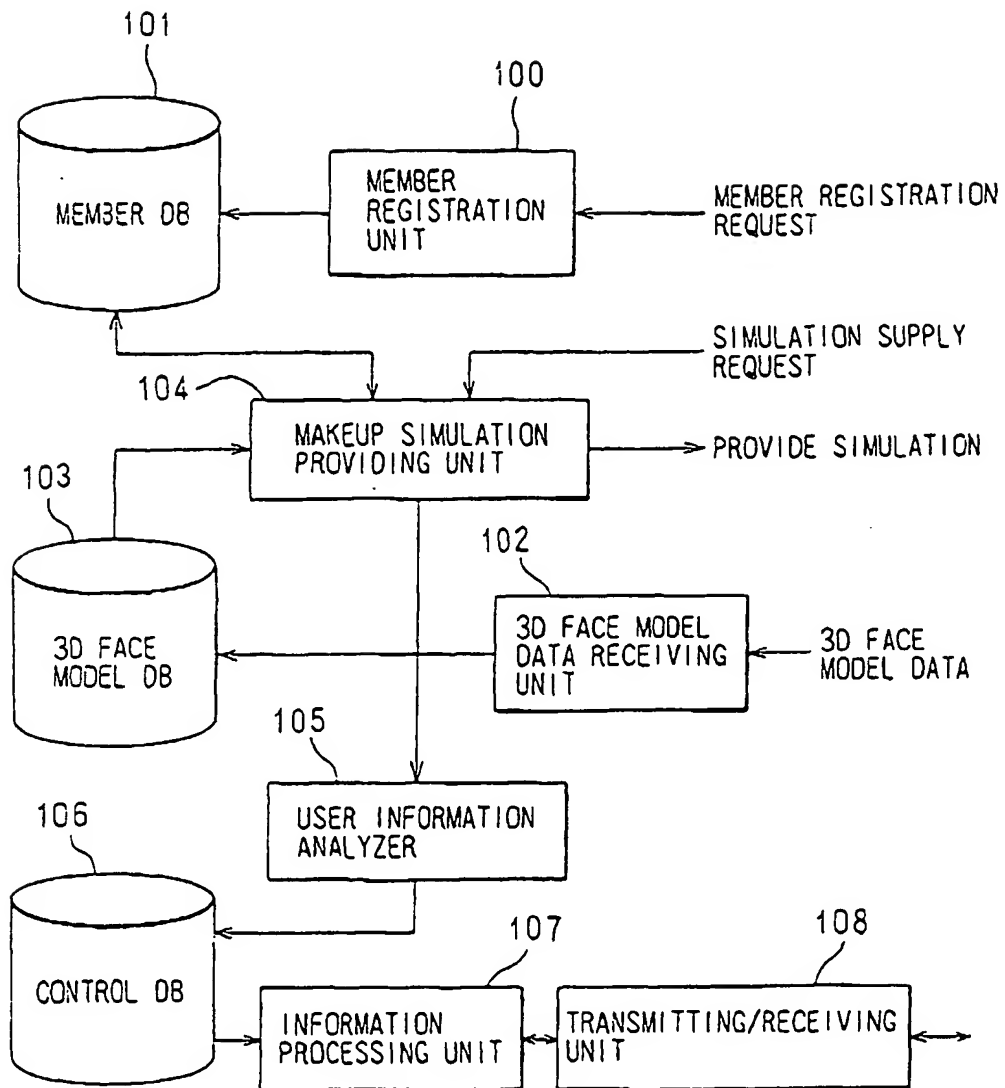 101
100
MEMBER DB
MEMBER
REGISTRATION
UNIT
MEMBER REGISTRATION
REQUEST
SIMULATION SUPPLY
REQUEST
104
MAKEUP SIMULATION
PROVIDING UNIT
PROVIDE SIMULATION
103
102
3D FACE
MODEL DB
3D FACE MODEL
DATA RECEIVING
UNIT
3D FACE
MODEL DATA
105
USER INFORMATION
ANALYZER
106
CONTROL DB
107
108
INFORMATION
PROCESSING UNIT
TRANSMITTING/RECEIVING
UNIT